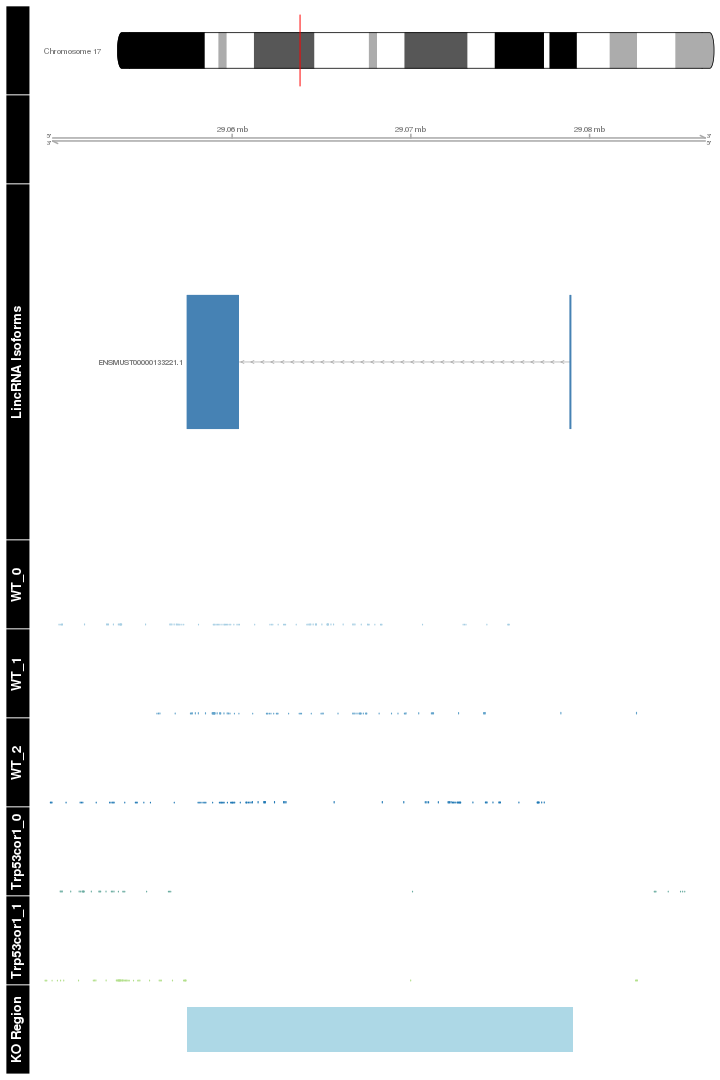 Chromosome 17
29.06 mb
29.07 mb
29.08 mb
5'
3'
3'
5'
LincRNA Isoforms
ENSMUST00000133221.1
WT_0
WT_1
WT_2
Trp53cor1_0
Trp53cor1_1
KO Region